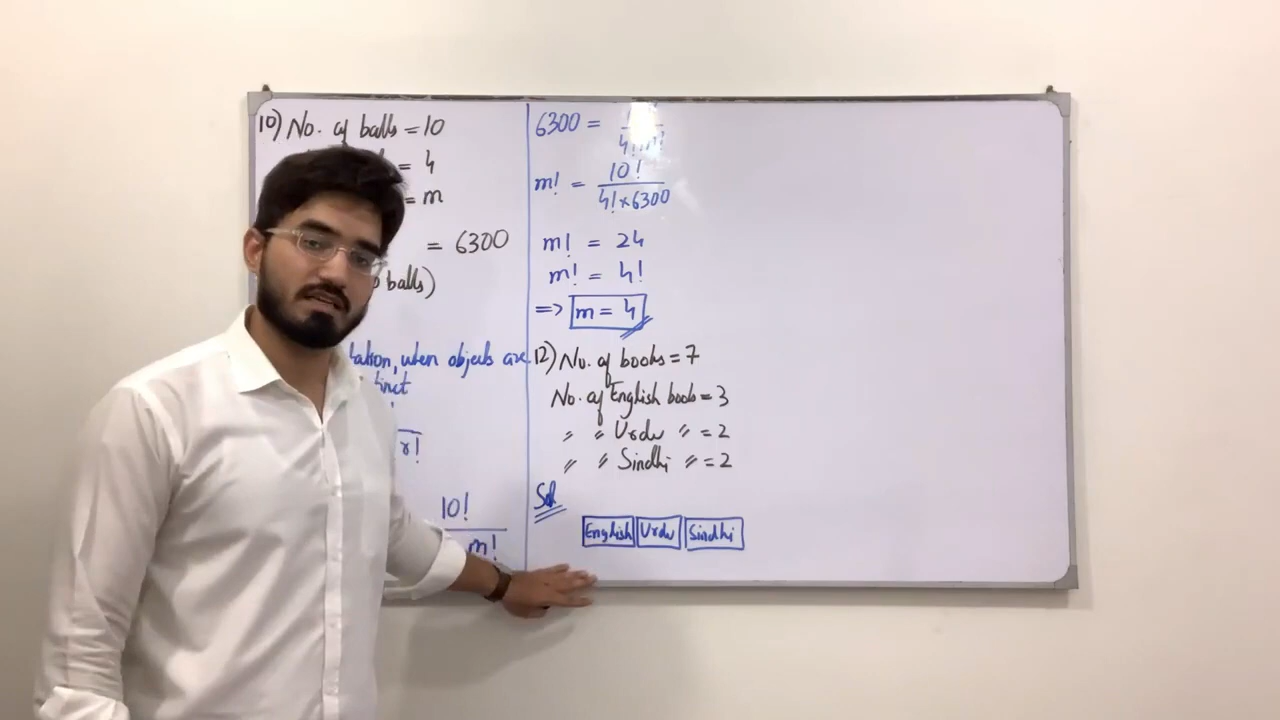 10) No. of balls = 10
= 4
= m
= 6300
balls)
tation, when objects are
r!
10!
m!
6300 =
4! m!
m! = 10!
4! × 6300
m! = 24
m! = 4!
=> m = 4
12) No. of books = 7
No. of English books = 3
〃 〃 Urdu 〃 = 2
〃 〃 Sindhi 〃 = 2
Sol
English Urdu Sindhi